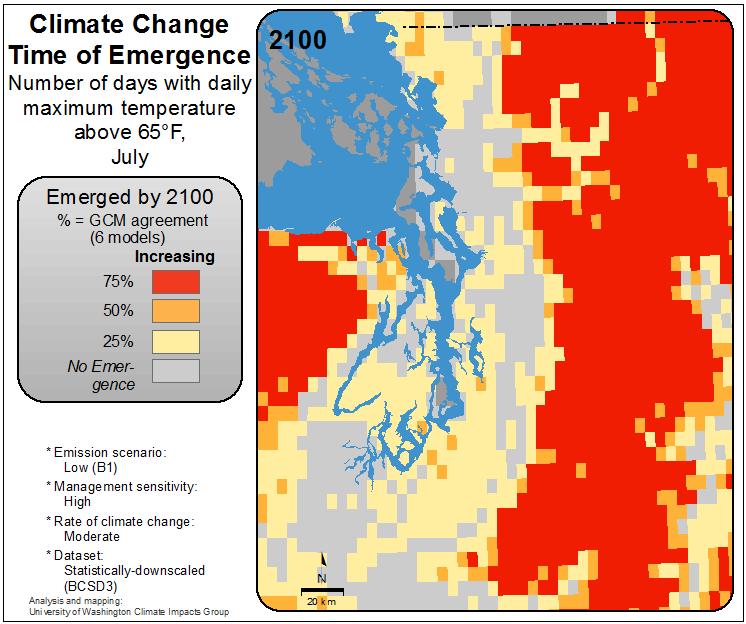 Climate Change
Time of Emergence
Number of days with daily
maximum temperature
above 65°F,
July
Emerged by 2100
% = GCM agreement
(6 models)
Increasing
75%
50%
25%
No Emer-
gence
* Emission scenario:
Low (B1)
* Management sensitivity:
High
* Rate of climate change:
Moderate
* Dataset:
Statistically-downscaled
(BCSD3)
Analysis and mapping:
University of Washington Climate Impacts Group
2100
N
20 km